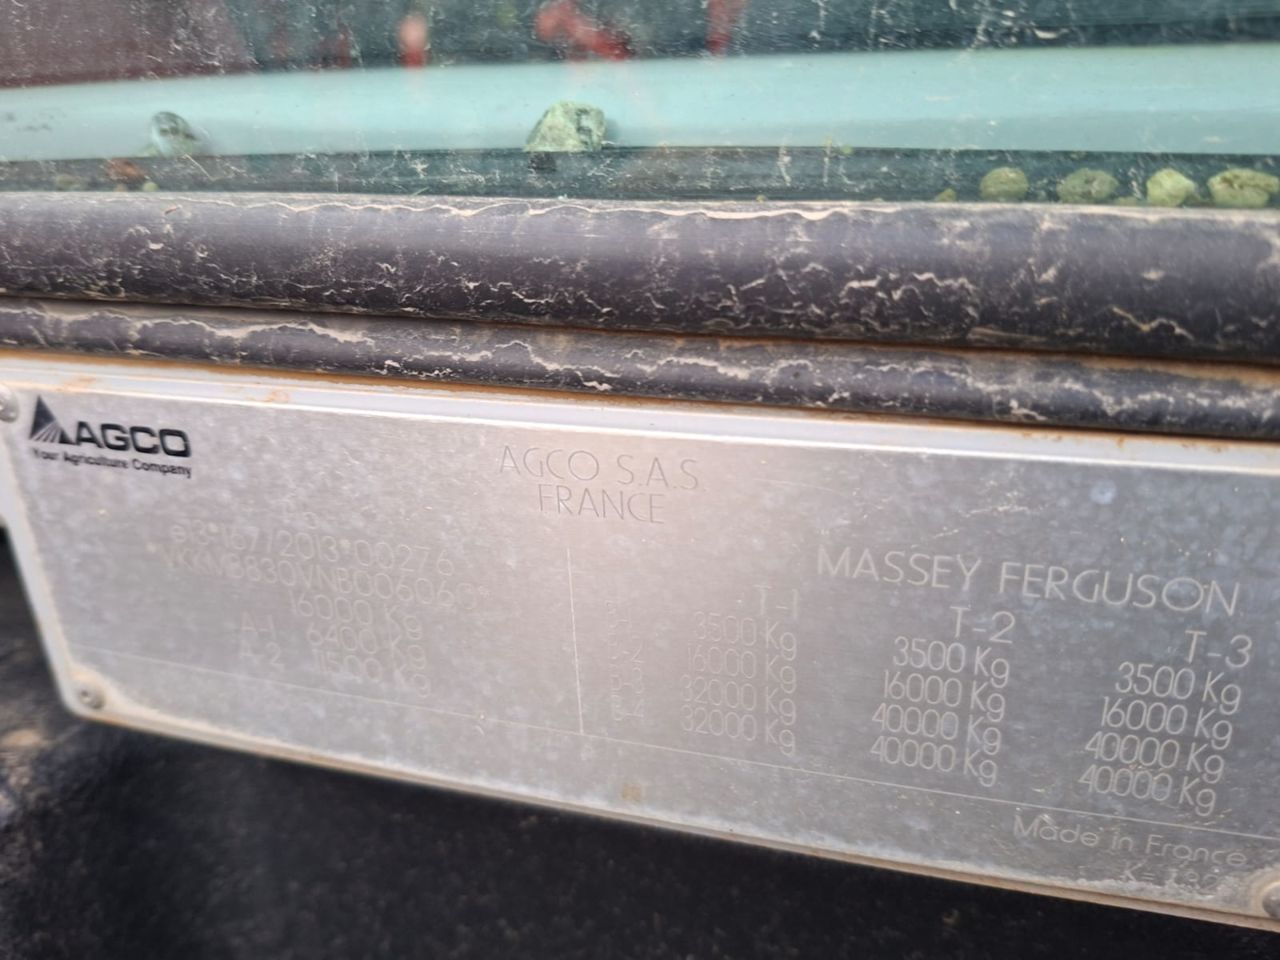 AGCO
Your Agriculture Company
AGCO S.A.S.
FRANCE
e13*167/2013*00276
16000 Kg
A-1 6400 Kg
A-2 11500 Kg
MASSEY FERGUSON
T-1 T-2 T-3
3500 Kg 3500 Kg 3500 Kg
16000 Kg 16000 Kg 16000 Kg
32000 Kg 40000 Kg 40000 Kg
32000 Kg 40000 Kg 40000 Kg
Made in France